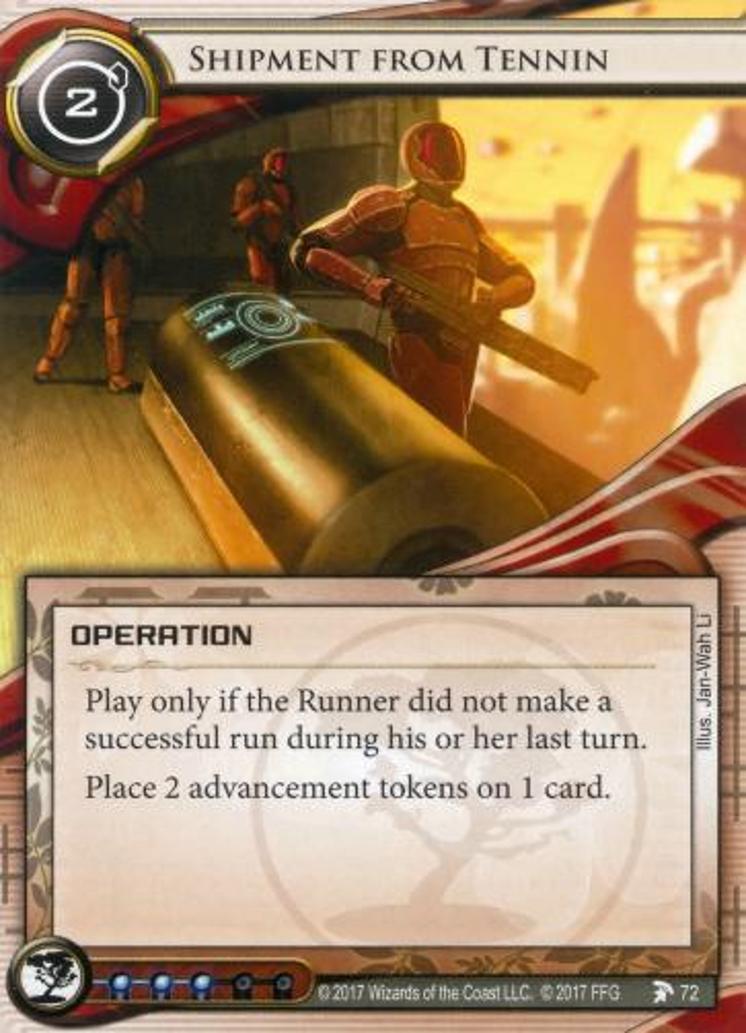 SHIPMENT FROM TENNIN
2
OPERATION
Play only if the Runner did not make a
successful run during his or her last turn.
Place 2 advancement tokens on 1 card.
Illus. Jan-Wah Li
© 2017 Wizards of the Coast LLC. © 2017 FFG
72